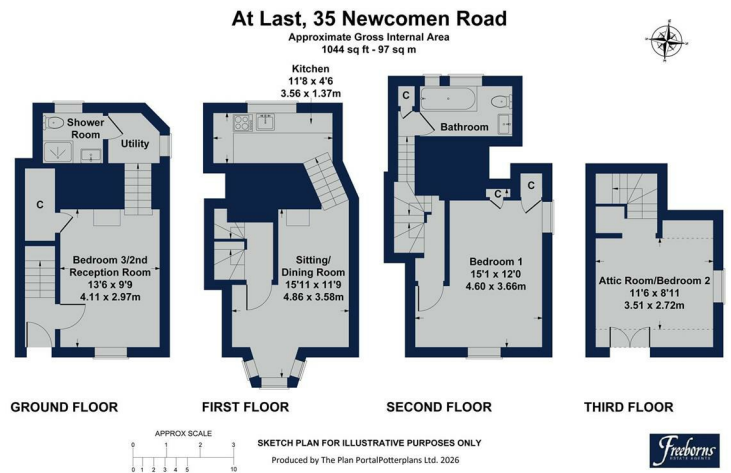 At Last, 35 Newcomen Road
Approximate Gross Internal Area
1044 sq ft - 97 sq m
Kitchen
11'8 x 4'6
3.56 x 1.37m
Shower
Room
Utility
C
Bedroom 3/2nd
Reception Room
13'6 x 9'9
4.11 x 2.97m
Sitting/
Dining Room
15'11 x 11'9
4.86 x 3.58m
C
Bathroom
C
C
Bedroom 1
15'1 x 12'0
4.60 x 3.66m
Attic Room/Bedroom 2
11'6 x 8'11
3.51 x 2.72m
GROUND FLOOR
FIRST FLOOR
SECOND FLOOR
THIRD FLOOR
APPROX SCALE
0 1 2 3
0 1 2 3 4 5 10
SKETCH PLAN FOR ILLUSTRATIVE PURPOSES ONLY
Produced by The Plan PortalPotterplans Ltd. 2026
Freeborns
ESTATE AGENTS